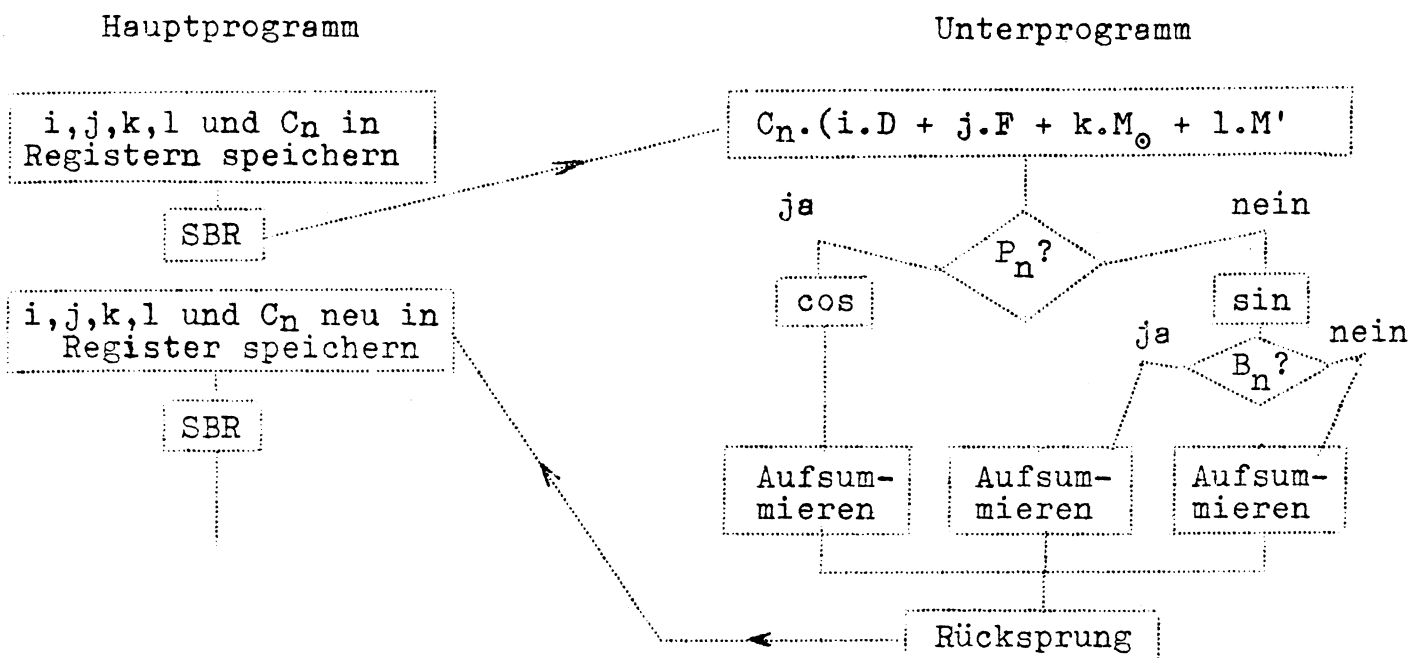 Hauptprogramm
i,j,k,l und Cn in
Registern speichern
SBR
i,j,k,l und Cn neu in
Register speichern
SBR
Unterprogramm
Cn.(i.D + j.F + k.M☉ + l.M'
Pn?
ja
nein
cos
sin
Bn?
ja
nein
Aufsum-
mieren
Aufsum-
mieren
Aufsum-
mieren
Rücksprung